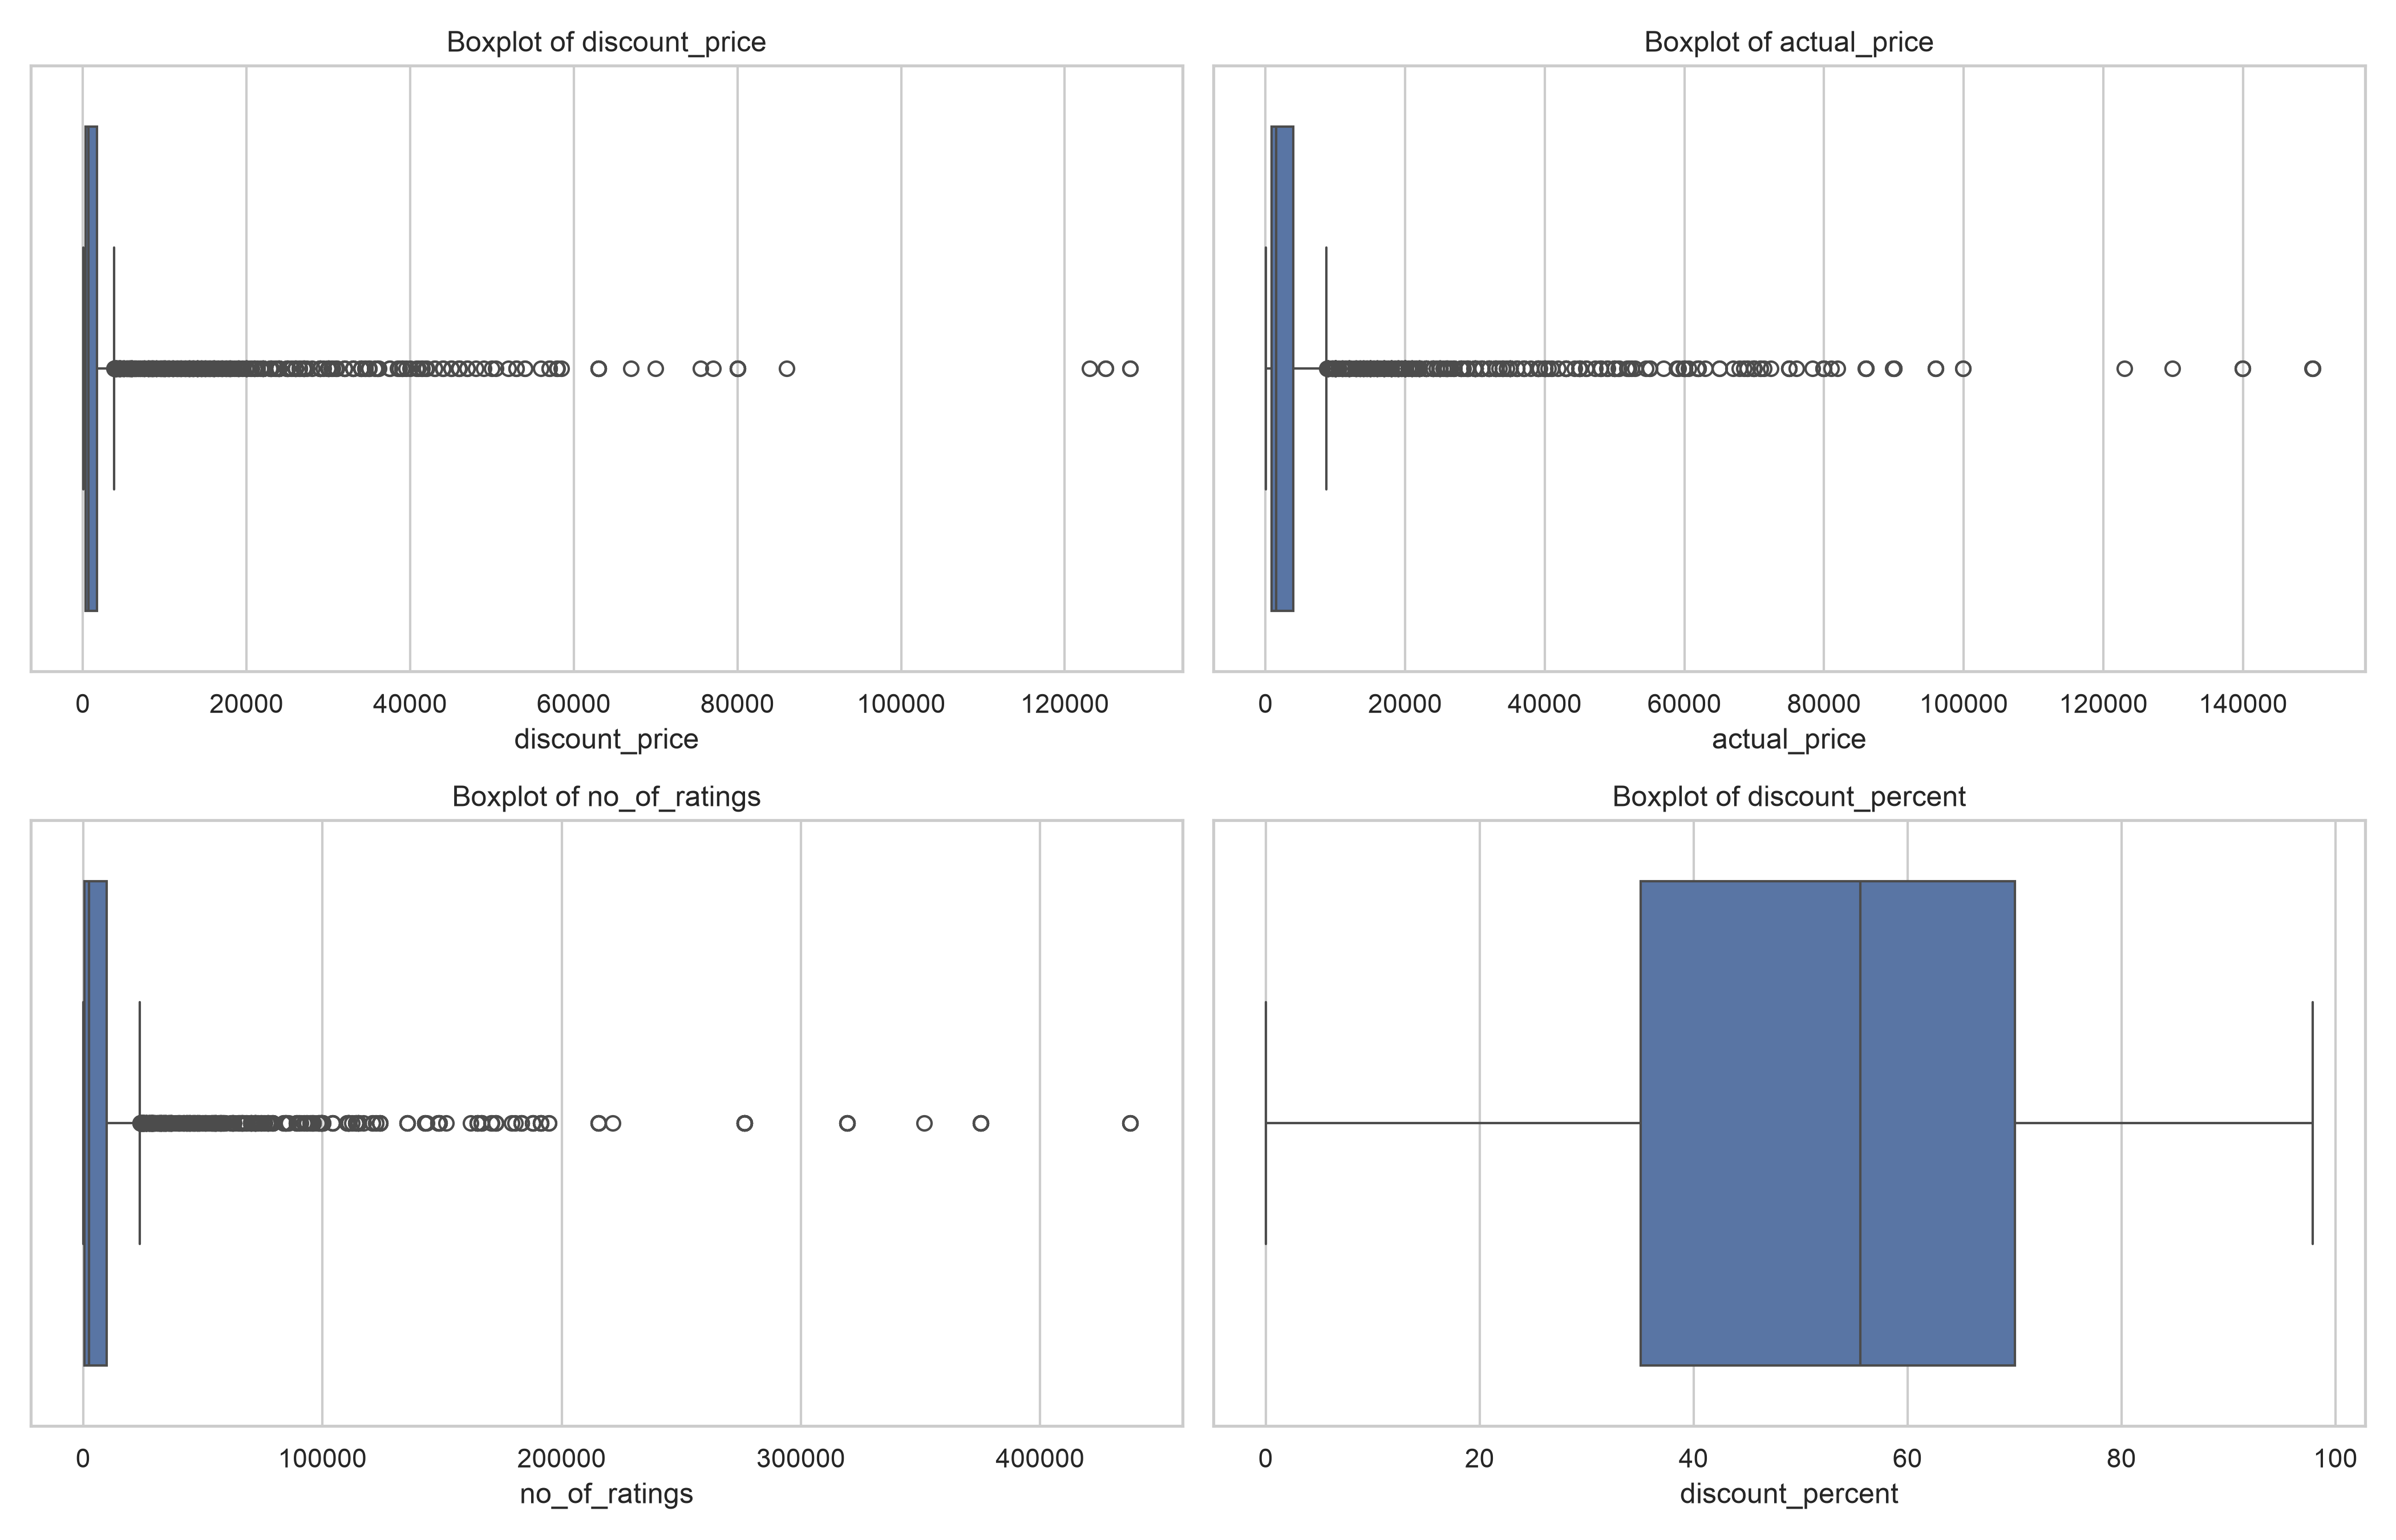 Boxplot of discount_price
0 20000 40000 60000 80000 100000 120000
discount_price
Boxplot of actual_price
0 20000 40000 60000 80000 100000 120000 140000
actual_price
Boxplot of no_of_ratings
0 100000 200000 300000 400000
no_of_ratings
Boxplot of discount_percent
0 20 40 60 80 100
discount_percent